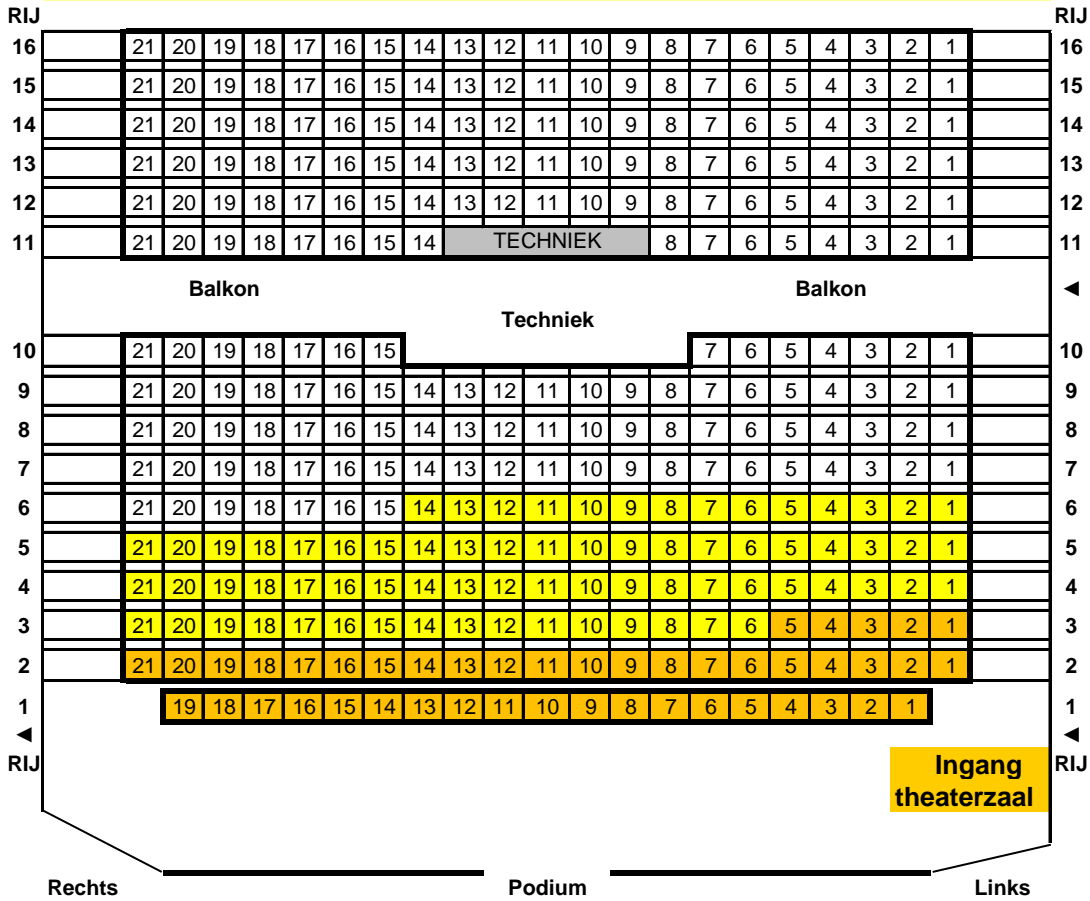 RIJ RIJ
16 21 20 19 18 17 16 15 14 13 12 11 10 9 8 7 6 5 4 3 2 1 16
15 21 20 19 18 17 16 15 14 13 12 11 10 9 8 7 6 5 4 3 2 1 15
14 21 20 19 18 17 16 15 14 13 12 11 10 9 8 7 6 5 4 3 2 1 14
13 21 20 19 18 17 16 15 14 13 12 11 10 9 8 7 6 5 4 3 2 1 13
12 21 20 19 18 17 16 15 14 13 12 11 10 9 8 7 6 5 4 3 2 1 12
11 21 20 19 18 17 16 15 14 TECHNIEK 8 7 6 5 4 3 2 1 11
Balkon Balkon ◄
Techniek
10 21 20 19 18 17 16 15 7 6 5 4 3 2 1 10
9 21 20 19 18 17 16 15 14 13 12 11 10 9 8 7 6 5 4 3 2 1 9
8 21 20 19 18 17 16 15 14 13 12 11 10 9 8 7 6 5 4 3 2 1 8
7 21 20 19 18 17 16 15 14 13 12 11 10 9 8 7 6 5 4 3 2 1 7
6 21 20 19 18 17 16 15 14 13 12 11 10 9 8 7 6 5 4 3 2 1 6
5 21 20 19 18 17 16 15 14 13 12 11 10 9 8 7 6 5 4 3 2 1 5
4 21 20 19 18 17 16 15 14 13 12 11 10 9 8 7 6 5 4 3 2 1 4
3 21 20 19 18 17 16 15 14 13 12 11 10 9 8 7 6 5 4 3 2 1 3
2 21 20 19 18 17 16 15 14 13 12 11 10 9 8 7 6 5 4 3 2 1 2
1 19 18 17 16 15 14 13 12 11 10 9 8 7 6 5 4 3 2 1 1
◄ ◄
RIJ RIJ
Ingang
theaterzaal
Rechts Podium Links